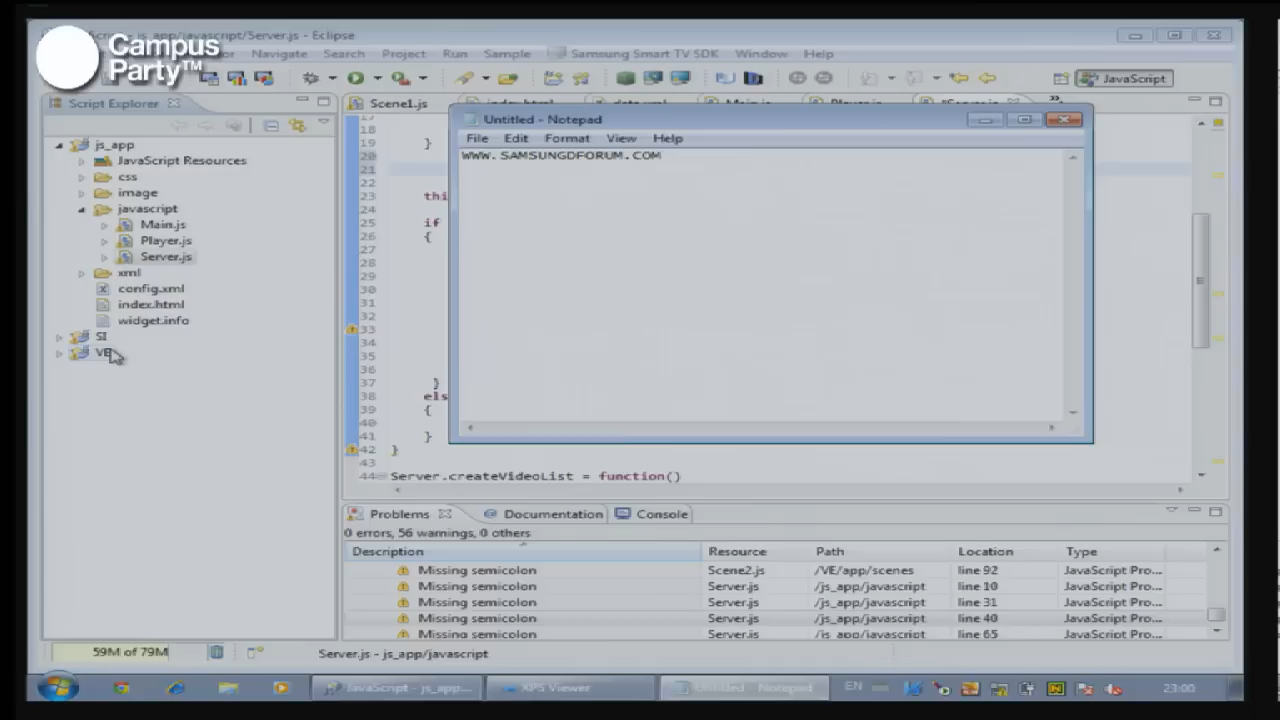 Campus
Party™
javascript/Server.js - Eclipse
Navigate Search Project Run Sample Samsung Smart TV SDK Window Help
JavaScript
Script Explorer
Scene1.js
js_app
JavaScript Resources
css
image
javascript
Main.js
Player.js
Server.js
xml
config.xml
index.html
widget.info
SI
VE
Untitled - Notepad
File Edit Format View Help
WWW.SAMSUNGDFORUM.COM
17
18
19 }
20
21
22
23 thi
24
25 if
26 {
27
28
29
30
31
32
33
34
35
36
37 }
38 els
39 {
40
41 }
42 }
43
44 Server.createVideoList = function()
Problems Documentation Console
0 errors, 56 warnings, 0 others
Description Resource Path Location Type
Missing semicolon Scene2.js /VE/app/scenes line 92 JavaScript Pro...
Missing semicolon Server.js /js_app/javascript line 10 JavaScript Pro...
Missing semicolon Server.js /js_app/javascript line 31 JavaScript Pro...
Missing semicolon Server.js /js_app/javascript line 40 JavaScript Pro...
Missing semicolon Server.js /js_app/javascript line 65 JavaScript Pro...
59M of 79M Server.js - js_app/javascript
JavaScript - js_app... XPS Viewer Untitled - Notepad EN 23:00